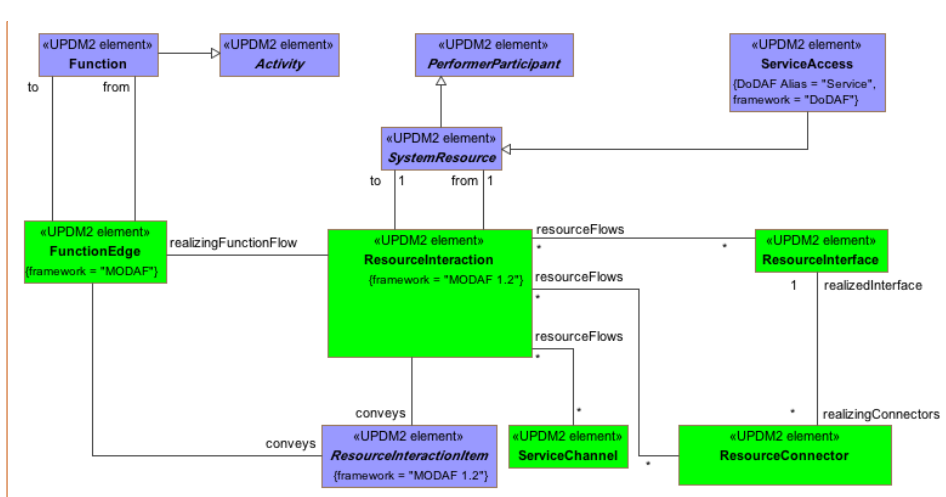 «UPDM2 element»
Function
«UPDM2 element»
Activity
«UPDM2 element»
PerformerParticipant
«UPDM2 element»
ServiceAccess
{DoDAF Alias = "Service",
framework = "DoDAF"}
to
from
«UPDM2 element»
SystemResource
to
1
from
1
«UPDM2 element»
FunctionEdge
{framework = "MODAF"}
realizingFunctionFlow
«UPDM2 element»
ResourceInteraction
{framework = "MODAF 1.2"}
resourceFlows
*
*
«UPDM2 element»
ResourceInterface
resourceFlows
*
1
realizedInterface
resourceFlows
*
conveys
*
*
realizingConnectors
conveys
«UPDM2 element»
ResourceInteractionItem
{framework = "MODAF 1.2"}
«UPDM2 element»
ServiceChannel
*
«UPDM2 element»
ResourceConnector